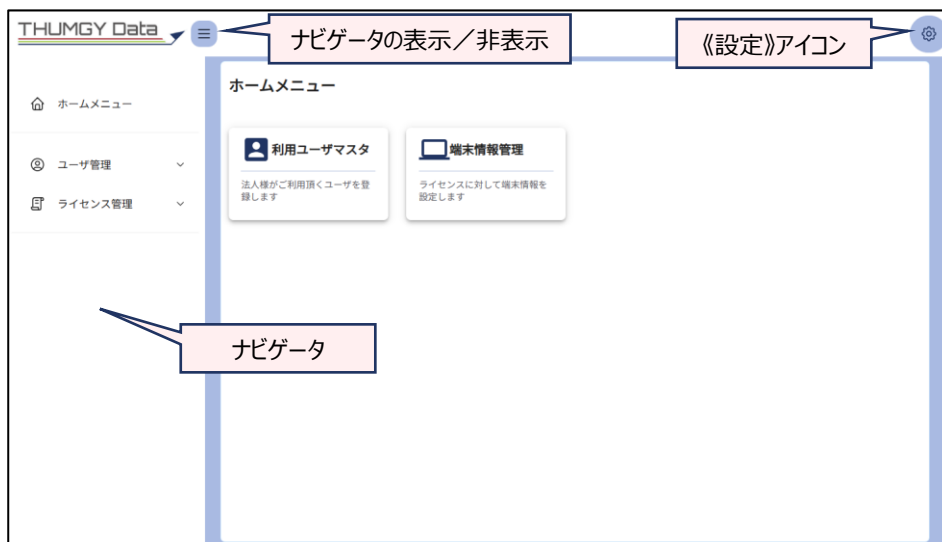 THUMGY Data
ナビゲータの表示／非表示
《設定》アイコン
ホームメニュー
ホームメニュー
ユーザ管理
ライセンス管理
利用ユーザマスタ
法人様がご利用頂くユーザを登
録します
端末情報管理
ライセンスに対して端末情報を
設定します
ナビゲータ